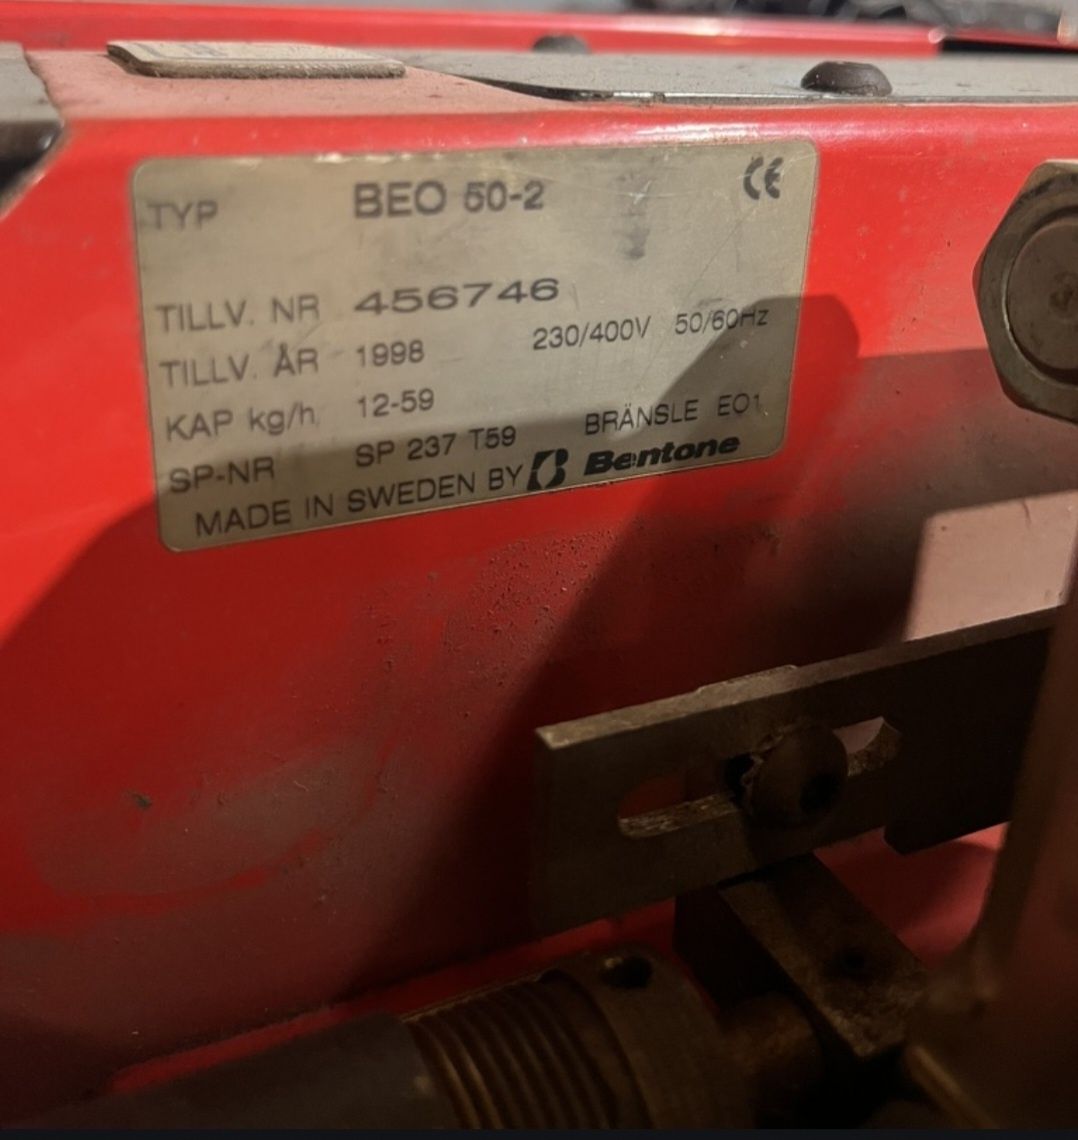 TYP BEO 50-2 CE
TILLV. NR 456746
TILLV. ÅR 1998 230/400V 50/60Hz
KAP kg/h 12-59
SP-NR SP 237 T59 BRÄNSLE EO1
MADE IN SWEDEN BY Bentone